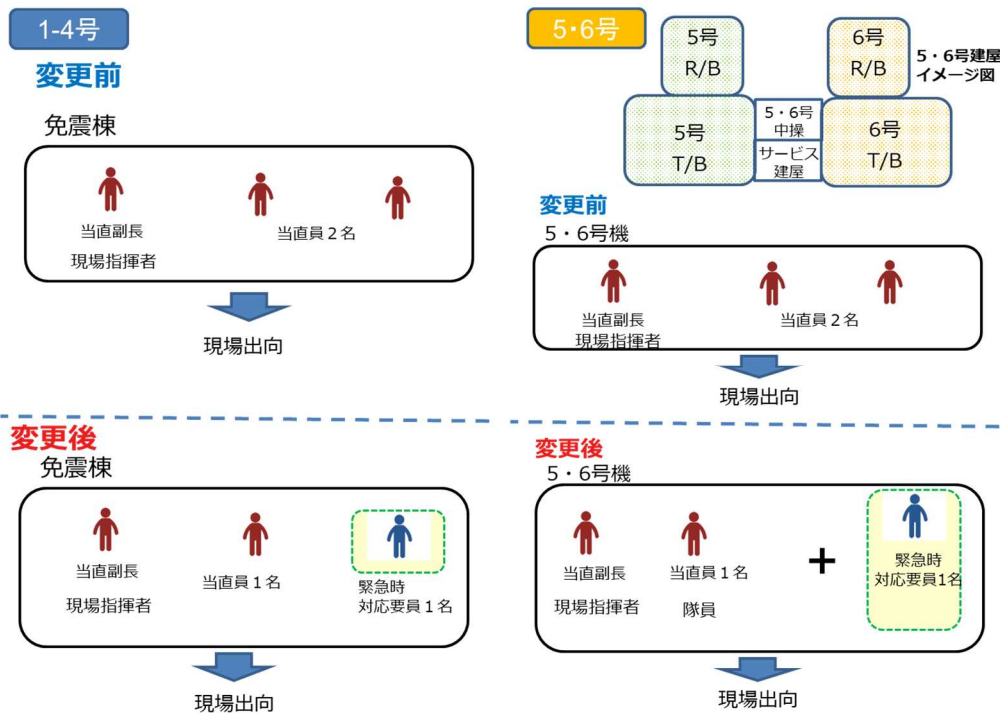 1-4号
変更前
免震棟
当直副長
現場指揮者
当直員２名
現場出向
5・6号
5号
R/B
6号
R/B
5・6号建屋
イメージ図
5号
T/B
5・6号
中操
サービス
建屋
6号
T/B
変更前
5・6号機
当直副長
現場指揮者
当直員２名
現場出向
変更後
免震棟
当直副長
現場指揮者
当直員１名
緊急時
対応要員１名
現場出向
変更後
5・6号機
当直副長
現場指揮者
当直員１名
隊員
+
緊急時
対応要員1名
現場出向